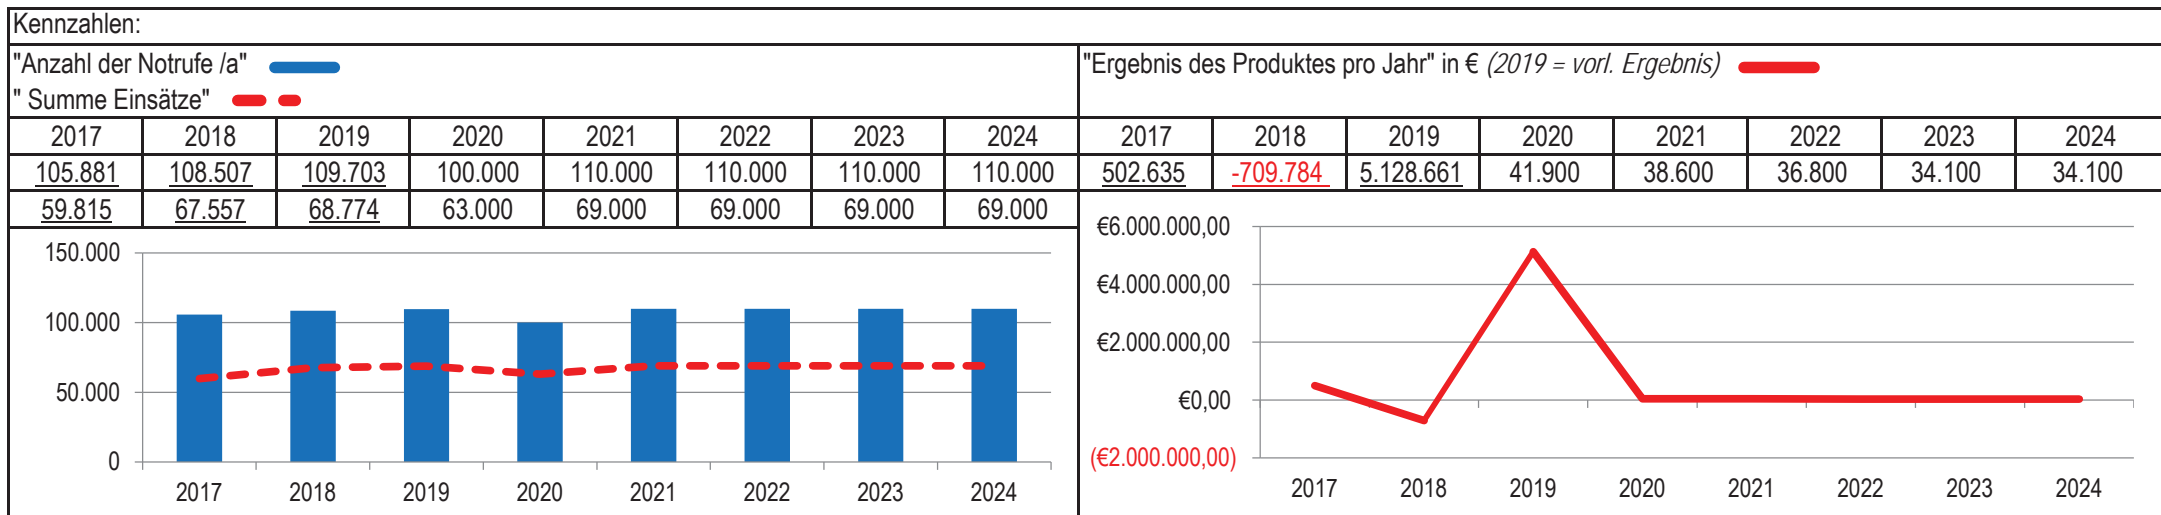 Kennzahlen:
"Anzahl der Notrufe /a"
" Summe Einsätze"
2017 2018 2019 2020 2021 2022 2023 2024
105.881 108.507 109.703 100.000 110.000 110.000 110.000 110.000
59.815 67.557 68.774 63.000 69.000 69.000 69.000 69.000
150.000
100.000
50.000
0
2017 2018 2019 2020 2021 2022 2023 2024
"Ergebnis des Produktes pro Jahr" in € (2019 = vorl. Ergebnis)
2017 2018 2019 2020 2021 2022 2023 2024
502.635 -709.784 5.128.661 41.900 38.600 36.800 34.100 34.100
€6.000.000,00
€4.000.000,00
€2.000.000,00
€0,00
(€2.000.000,00)
2017 2018 2019 2020 2021 2022 2023 2024